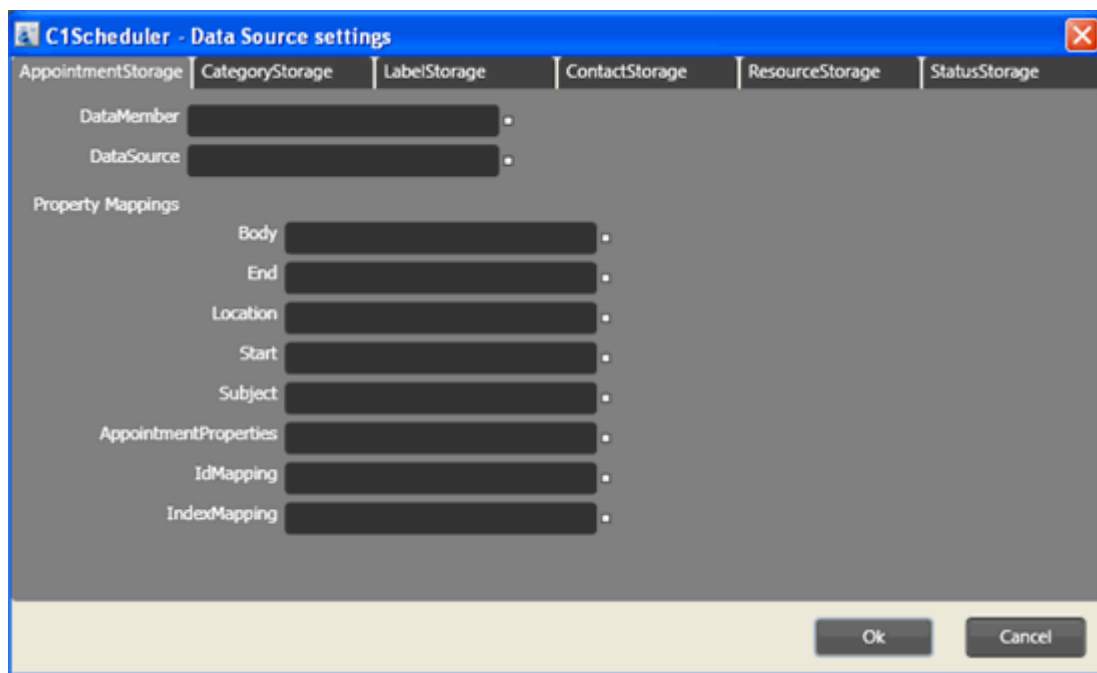 C1Scheduler - Data Source settings
AppointmentStorage CategoryStorage LabelStorage ContactStorage ResourceStorage StatusStorage
DataMember
DataSource
Property Mappings
Body
End
Location
Start
Subject
AppointmentProperties
IdMapping
IndexMapping
Ok Cancel